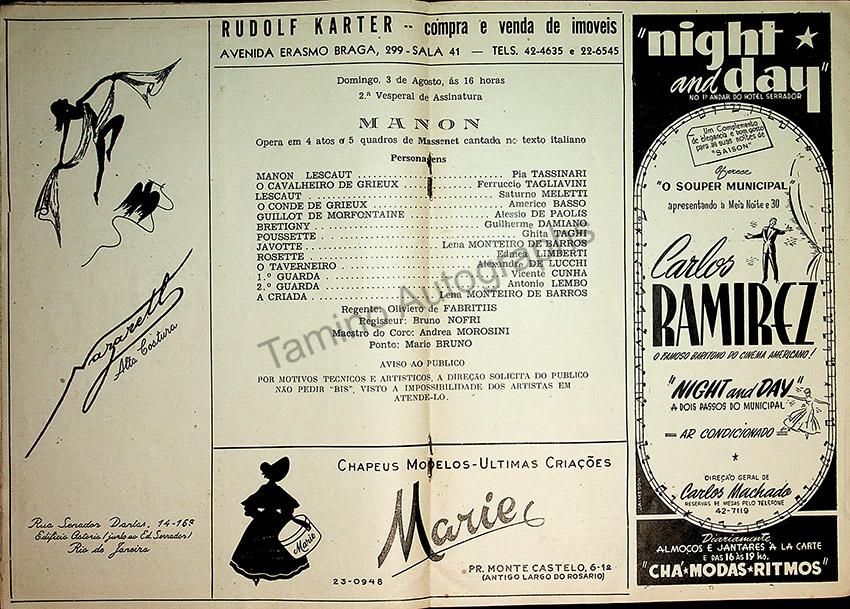 RUDOLF KARTER -- compra e venda de imoveis
AVENIDA ERASMO BRAGA, 299 - SALA 41 — TELS. 42-4635 e 22-6545
Domingo, 3 de Agosto, ás 16 horas
2.ª Vesperal de Assinatura
MANON
Opera em 4 atos e 5 quadros de Massenet cantada no texto italiano
Personagens
MANON LESCAUT ........ Pia TASSINARI
O CAVALHEIRO DE GRIEUX ........ Ferruccio TAGLIAVINI
LESCAUT ........ Saturno MELETTI
O CONDE DE GRIEUX ........ Americo BASSO
GUILLOT DE MORFONTAINE ........ Alessio DE PAOLIS
BRETIGNY ........ Guilherme DAMIANO
POUSSETTE ........ Ghita TAGHI
JAVOTTE ........ Lena MONTEIRO DE BARROS
ROSETTE ........ Edmea LIMBERTI
O TAVERNEIRO ........ Alexandre DE LUCCHI
1.º GUARDA ........ Vicente CUNHA
2.º GUARDA ........ Antonio LEMBO
A CRIADA ........ Lena MONTEIRO DE BARROS
Regente: Oliviero de FABRITIIS
Regisseur: Bruno NOFRI
Maestro do Coro: Andrea MOROSINI
Ponto: Mario BRUNO
AVISO AO PUBLICO
POR MOTIVOS TECNICOS E ARTISTICOS, A DIREÇÃO SOLICITA DO PUBLICO
NÃO PEDIR "BIS", VISTO A IMPOSSIBILIDADE DOS ARTISTAS EM
ATENDE-LO.
Tamino Autographs
Nazareth
Alta Costura
Rua Senador Dantas, 14-16º
Edifício Astoria (junto ao Ed. Serrador)
Rio de Janeiro
CHAPEUS MODELOS-ULTIMAS CRIAÇÕES
Marie
Marie
23-0948
PR. MONTE CASTELO, 6-12
(ANTIGO LARGO DO ROSÁRIO)
"night
and day"
NO 1º ANDAR DO HOTEL SERRADOR
Um Complemento
de elegancia e bom gosto
para as suas noites de
"SAISON"
Oferece
"O SOUPER MUNICIPAL
apresentando à Meia Noite e 30
Carlos
RAMIREZ
O FAMOSO BARITONO DO CINEMA AMERICANO!
"NIGHT and DAY"
A DOIS PASSOS DO MUNICIPAL
AR CONDICIONADO
DIREÇÃO GERAL DE
Carlos Machado
RESERVAS DE MESAS PELO TELEFONE
42-7119
JAMESON
Diariamente
ALMOÇOS E JANTARES À LA CARTE
E DAS 16 ÀS 19 hs.
"CHÁ★MODAS★RITMOS"